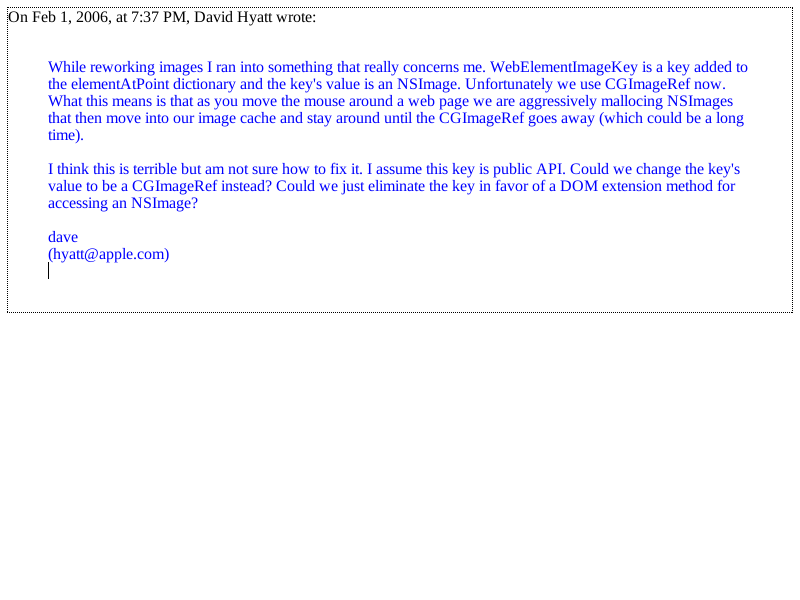 On Feb 1, 2006, at 7:37 PM, David Hyatt wrote:
While reworking images I ran into something that really concerns me. WebElementImageKey is a key added to
the elementAtPoint dictionary and the key's value is an NSImage. Unfortunately we use CGImageRef now.
What this means is that as you move the mouse around a web page we are aggressively mallocing NSImages
that then move into our image cache and stay around until the CGImageRef goes away (which could be a long
time).
I think this is terrible but am not sure how to fix it. I assume this key is public API. Could we change the key's
value to be a CGImageRef instead? Could we just eliminate the key in favor of a DOM extension method for
accessing an NSImage?
dave
(hyatt@apple.com)